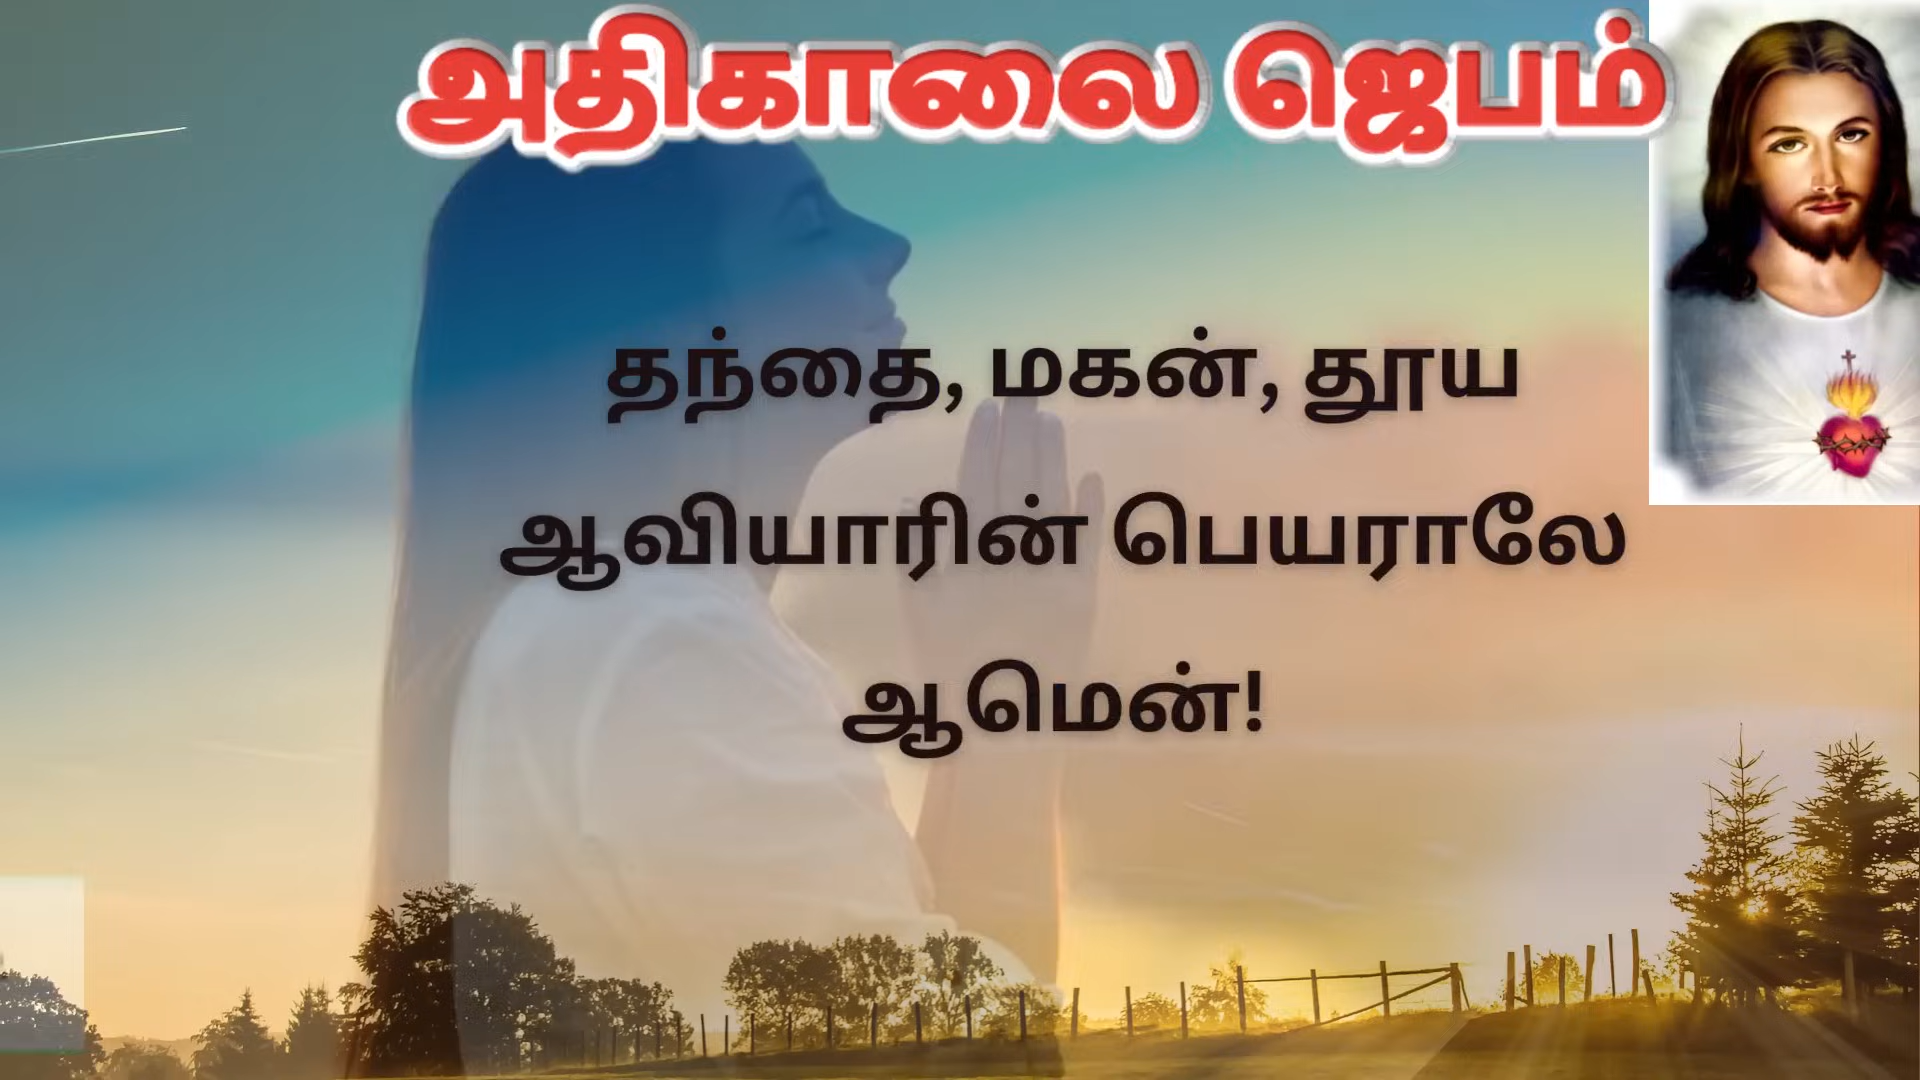 அதிகாலை ஜெபம்
தந்தை, மகன், தூய
ஆவியாரின் பெயராலே
ஆமென்!